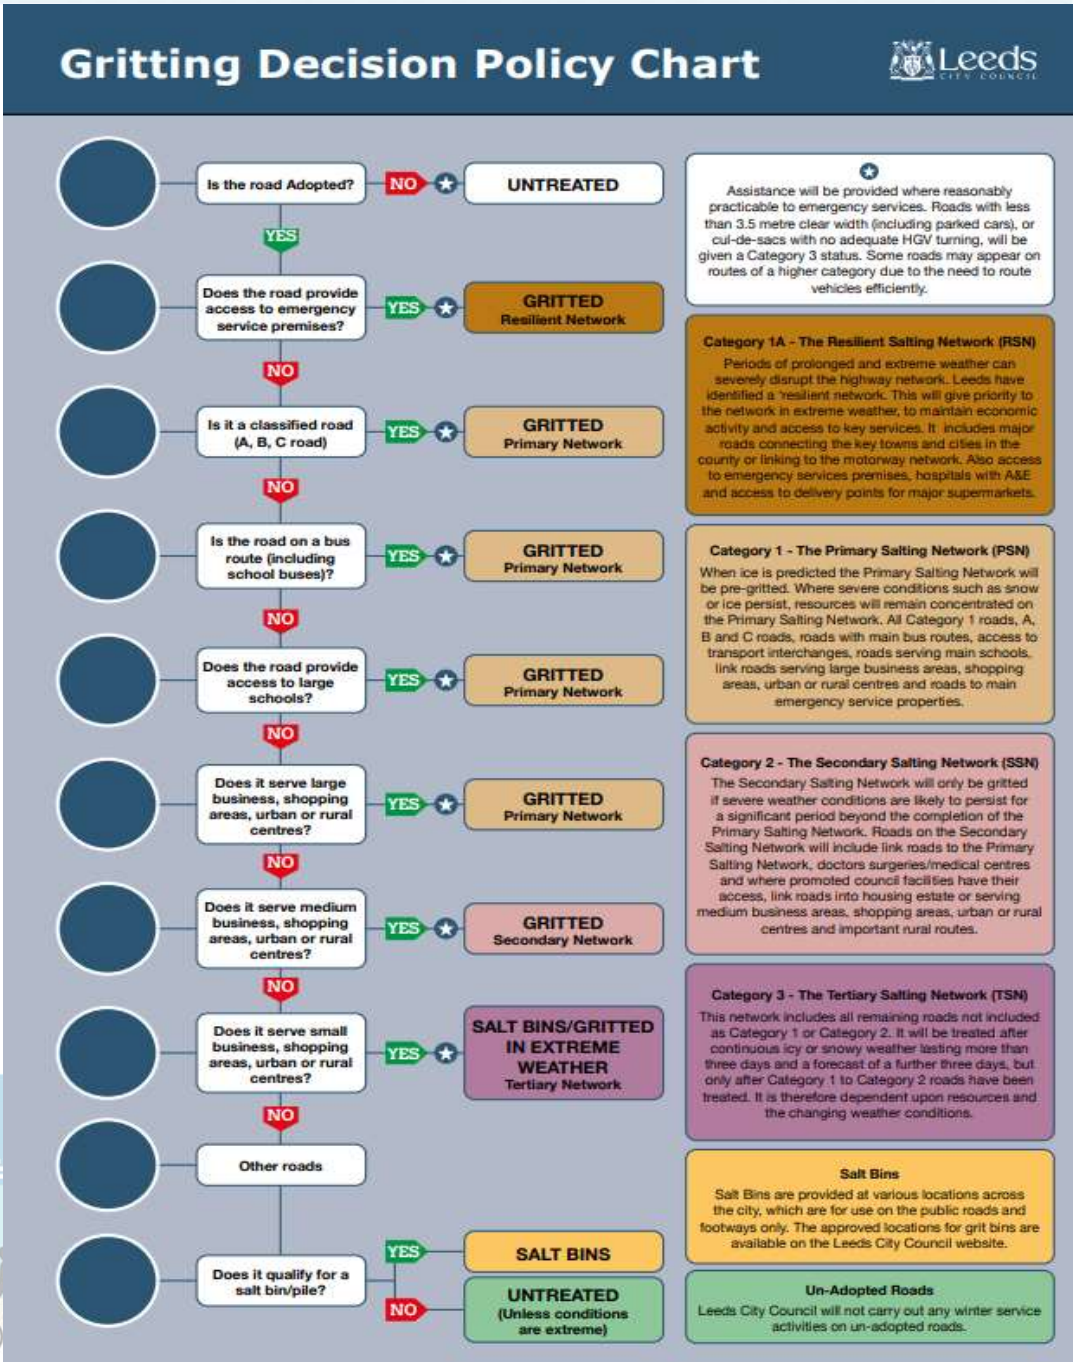 Gritting Decision Policy Chart
Leeds
CITY COUNCIL
Is the road Adopted?
NO
UNTREATED
YES
Does the road provide
access to emergency
service premises?
YES
GRITTED
Resilient Network
NO
Is it a classified road
(A, B, C road)
YES
GRITTED
Primary Network
NO
Is the road on a bus
route (including
school buses)?
YES
GRITTED
Primary Network
NO
Does the road provide
access to large
schools?
YES
GRITTED
Primary Network
NO
Does it serve large
business, shopping
areas, urban or rural
centres?
YES
GRITTED
Primary Network
NO
Does it serve medium
business, shopping
areas, urban or rural
centres?
YES
GRITTED
Secondary Network
NO
Does it serve small
business, shopping
areas, urban or rural
centres?
YES
SALT BINS/GRITTED
IN EXTREME
WEATHER
Tertiary Network
NO
Other roads
Does it qualify for a
salt bin/pile?
YES
SALT BINS
NO
UNTREATED
(Unless conditions
are extreme)
Assistance will be provided where reasonably
practicable to emergency services. Roads with less
than 3.5 metre clear width (including parked cars), or
cul-de-sacs with no adequate HGV turning, will be
given a Category 3 status. Some roads may appear on
routes of a higher category due to the need to route
vehicles efficiently.
Category 1A - The Resilient Salting Network (RSN)
Periods of prolonged and extreme weather can
severely disrupt the highway network. Leeds have
identified a 'resilient network. This will give priority to
the network in extreme weather, to maintain economic
activity and access to key services. It includes major
roads connecting the key towns and cities in the
county or linking to the motorway network. Also access
to emergency services premises, hospitals with A&E
and access to delivery points for major supermarkets.
Category 1 - The Primary Salting Network (PSN)
When ice is predicted the Primary Salting Network will
be pre-gritted. Where severe conditions such as snow
or ice persist, resources will remain concentrated on
the Primary Salting Network. All Category 1 roads, A,
B and C roads, roads with main bus routes, access to
transport interchanges, roads serving main schools,
link roads serving large business areas, shopping
areas, urban or rural centres and roads to main
emergency service properties.
Category 2 - The Secondary Salting Network (SSN)
The Secondary Salting Network will only be gritted
if severe weather conditions are likely to persist for
a significant period beyond the completion of the
Primary Salting Network. Roads on the Secondary
Salting Network will include link roads to the Primary
Salting Network, doctors surgeries/medical centres
and where promoted council facilities have their
access, link roads into housing estate or serving
medium business areas, shopping areas, urban or rural
centres and important rural routes.
Category 3 - The Tertiary Salting Network (TSN)
This network includes all remaining roads not included
as Category 1 or Category 2. It will be treated after
continuous icy or snowy weather lasting more than
three days and a forecast of a further three days, but
only after Category 1 to Category 2 roads have been
treated. It is therefore dependent upon resources and
the changing weather conditions.
Salt Bins
Salt Bins are provided at various locations across
the city, which are for use on the public roads and
footways only. The approved locations for grit bins are
available on the Leeds City Council website.
Un-Adopted Roads
Leeds City Council will not carry out any winter service
activities on un-adopted roads.